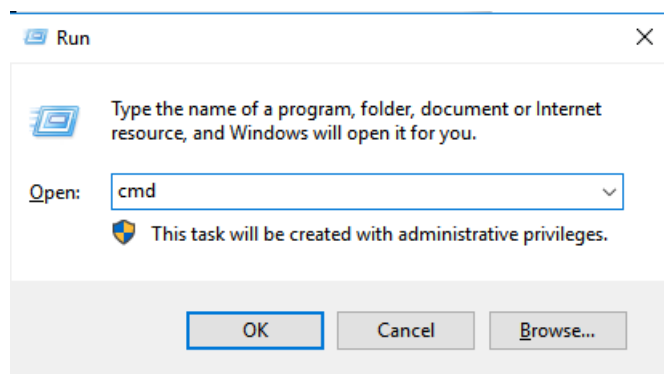 Run
Type the name of a program, folder, document or Internet
resource, and Windows will open it for you.
Open: cmd
This task will be created with administrative privileges.
OK Cancel Browse...